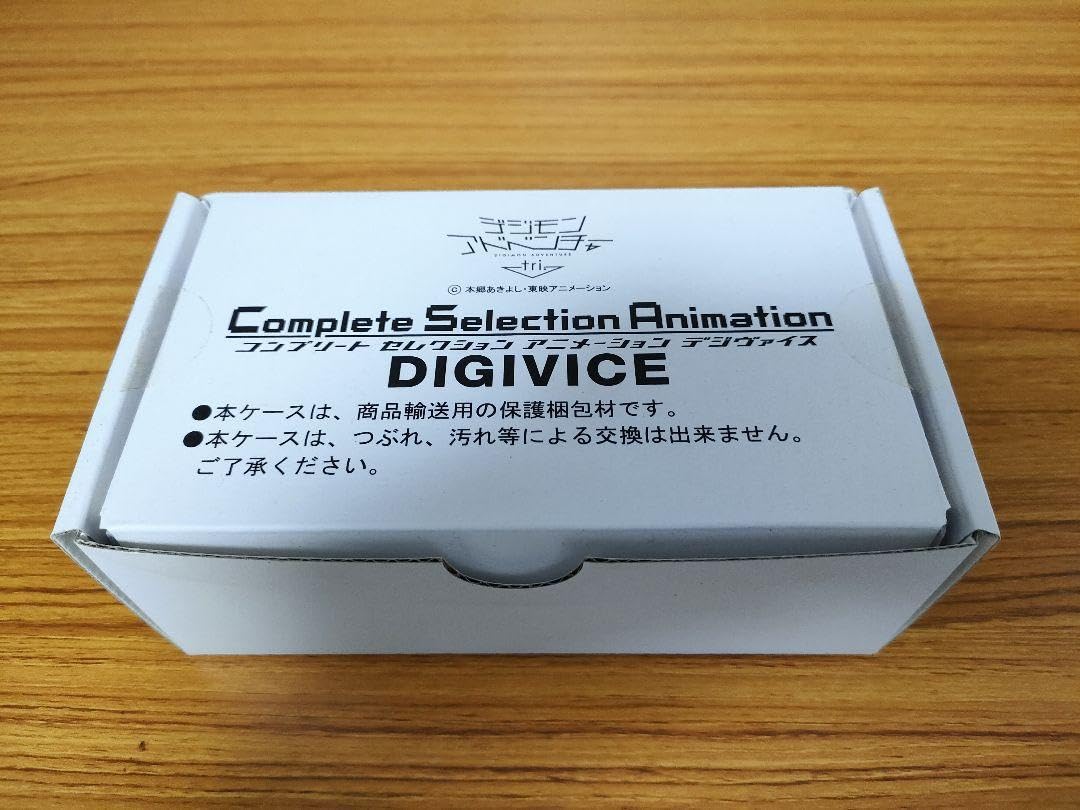 デジモン
アドベンチャー
DIGIMON ADVENTURE
tri.
© 本郷あきよし・東映アニメーション
Complete Selection Animation
コンプリート セレクション アニメーション デジヴァイス
DIGIVICE
●本ケースは、商品輸送用の保護梱包材です。
●本ケースは、つぶれ、汚れ等による交換は出来ません。
ご了承ください。